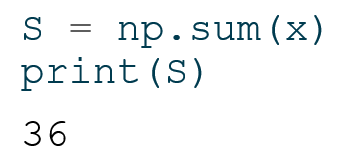 S = np.sum(x)
print(S)
36